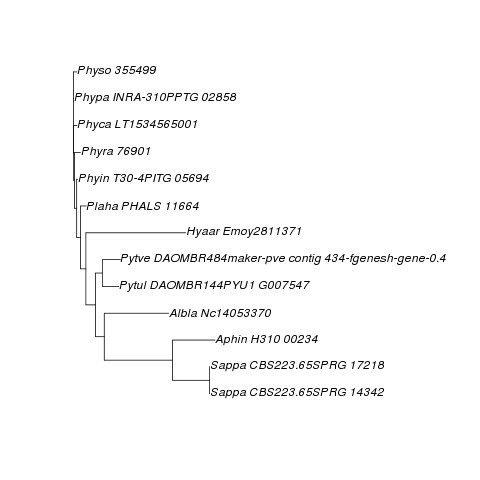 Physo 355499
Phypa INRA-310PPTG 02858
Phyca LT1534565001
Phyra 76901
Phyin T30-4PITG 05694
Plaha PHALS 11664
Hyaar Emoy2811371
Pytve DAOMBR484maker-pve contig 434-fgenesh-gene-0.4
Pytul DAOMBR144PYU1 G007547
Albla Nc14053370
Aphin H310 00234
Sappa CBS223.65SPRG 17218
Sappa CBS223.65SPRG 14342